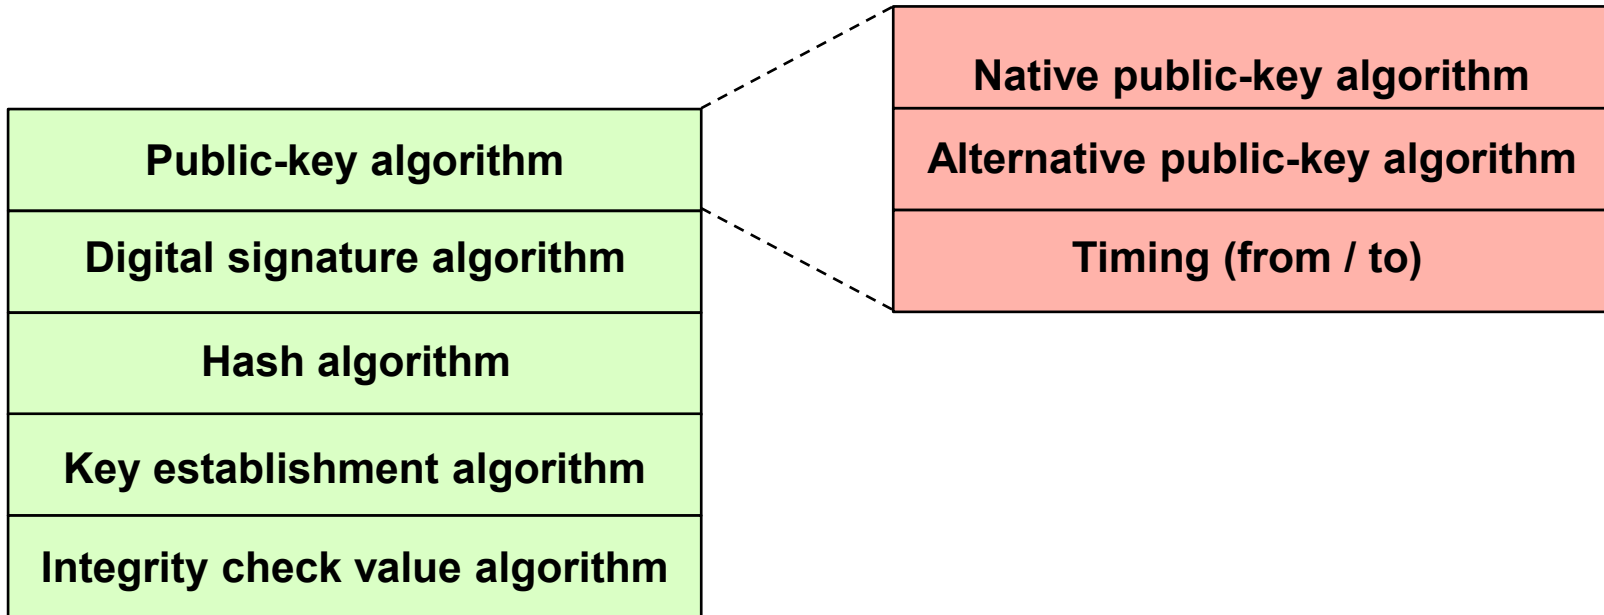 Public-key algorithm
Digital signature algorithm
Hash algorithm
Key establishment algorithm
Integrity check value algorithm
Native public-key algorithm
Alternative public-key algorithm
Timing (from / to)